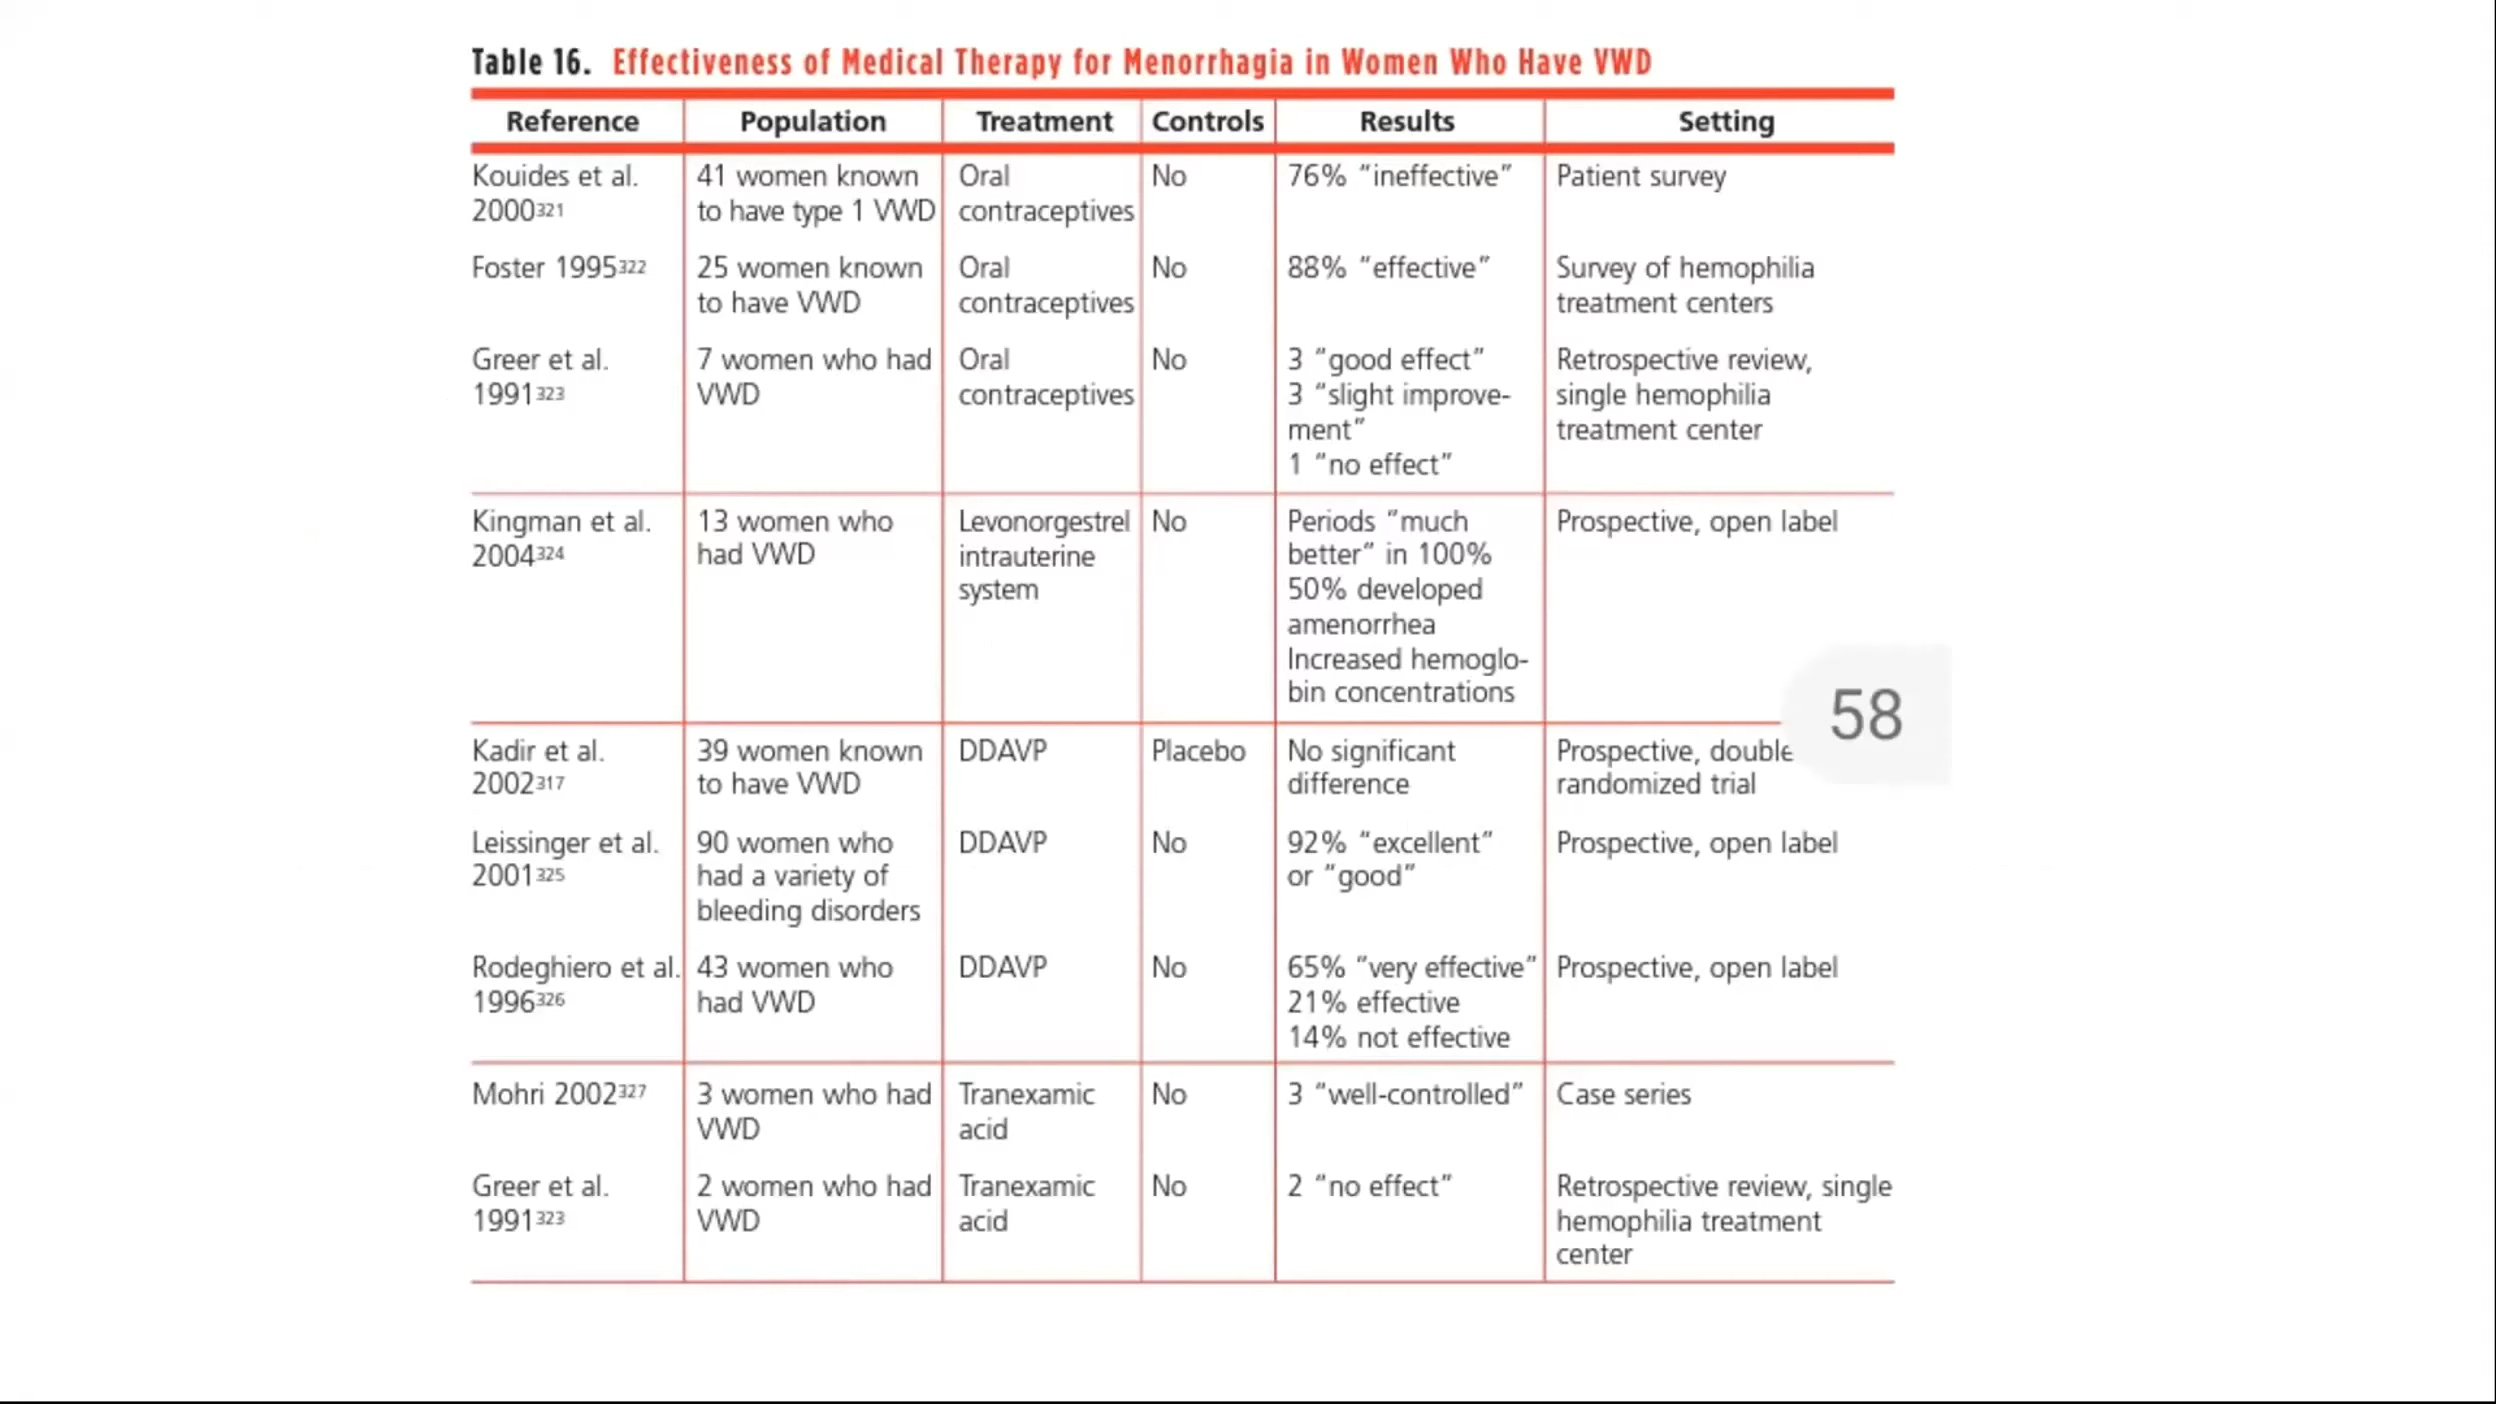 Table 16. Effectiveness of Medical Therapy for Menorrhagia in Women Who Have VWD
Reference Population Treatment Controls Results Setting
Kouides et al. 41 women known Oral No 76% “ineffective” Patient survey
2000321 to have type 1 VWD contraceptives
Foster 1995322 25 women known Oral No 88% “effective” Survey of hemophilia
to have VWD contraceptives treatment centers
Greer et al. 7 women who had Oral No 3 “good effect” Retrospective review,
1991323 VWD contraceptives 3 “slight improve- single hemophilia
ment” treatment center
1 “no effect”
Kingman et al. 13 women who Levonorgestrel No Periods “much Prospective, open label
2004324 had VWD intrauterine better” in 100%
system 50% developed
amenorrhea
Increased hemoglo-
bin concentrations
58
Kadir et al. 39 women known DDAVP Placebo No significant Prospective, double
2002317 to have VWD difference randomized trial
Leissinger et al. 90 women who DDAVP No 92% “excellent” Prospective, open label
2001325 had a variety of or “good”
bleeding disorders
Rodeghiero et al. 43 women who DDAVP No 65% “very effective” Prospective, open label
1996326 had VWD 21% effective
14% not effective
Mohri 2002327 3 women who had Tranexamic No 3 “well-controlled” Case series
VWD acid
Greer et al. 2 women who had Tranexamic No 2 “no effect” Retrospective review, single
1991323 VWD acid hemophilia treatment
center